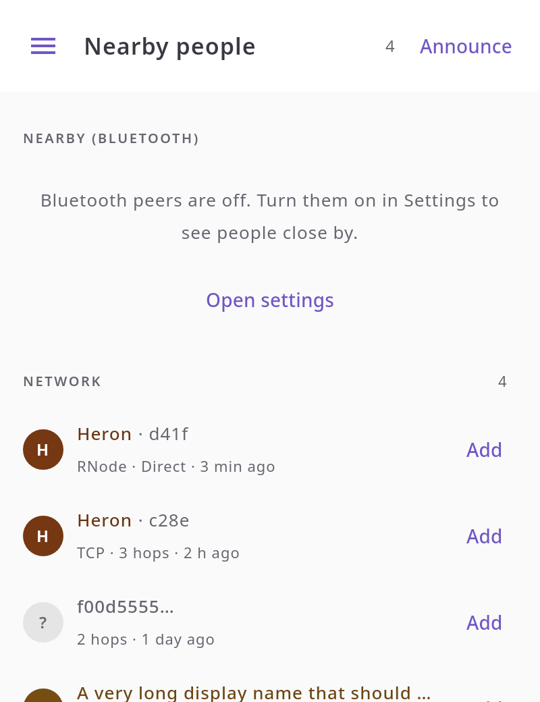 Nearby people 4 Announce
NEARBY (BLUETOOTH)
Bluetooth peers are off. Turn them on in Settings to
see people close by.
Open settings
NETWORK 4
H Heron · d41f Add
RNode · Direct · 3 min ago
H Heron · c28e Add
TCP · 3 hops · 2 h ago
? f00d5555… Add
2 hops · 1 day ago
A very long display name that should …